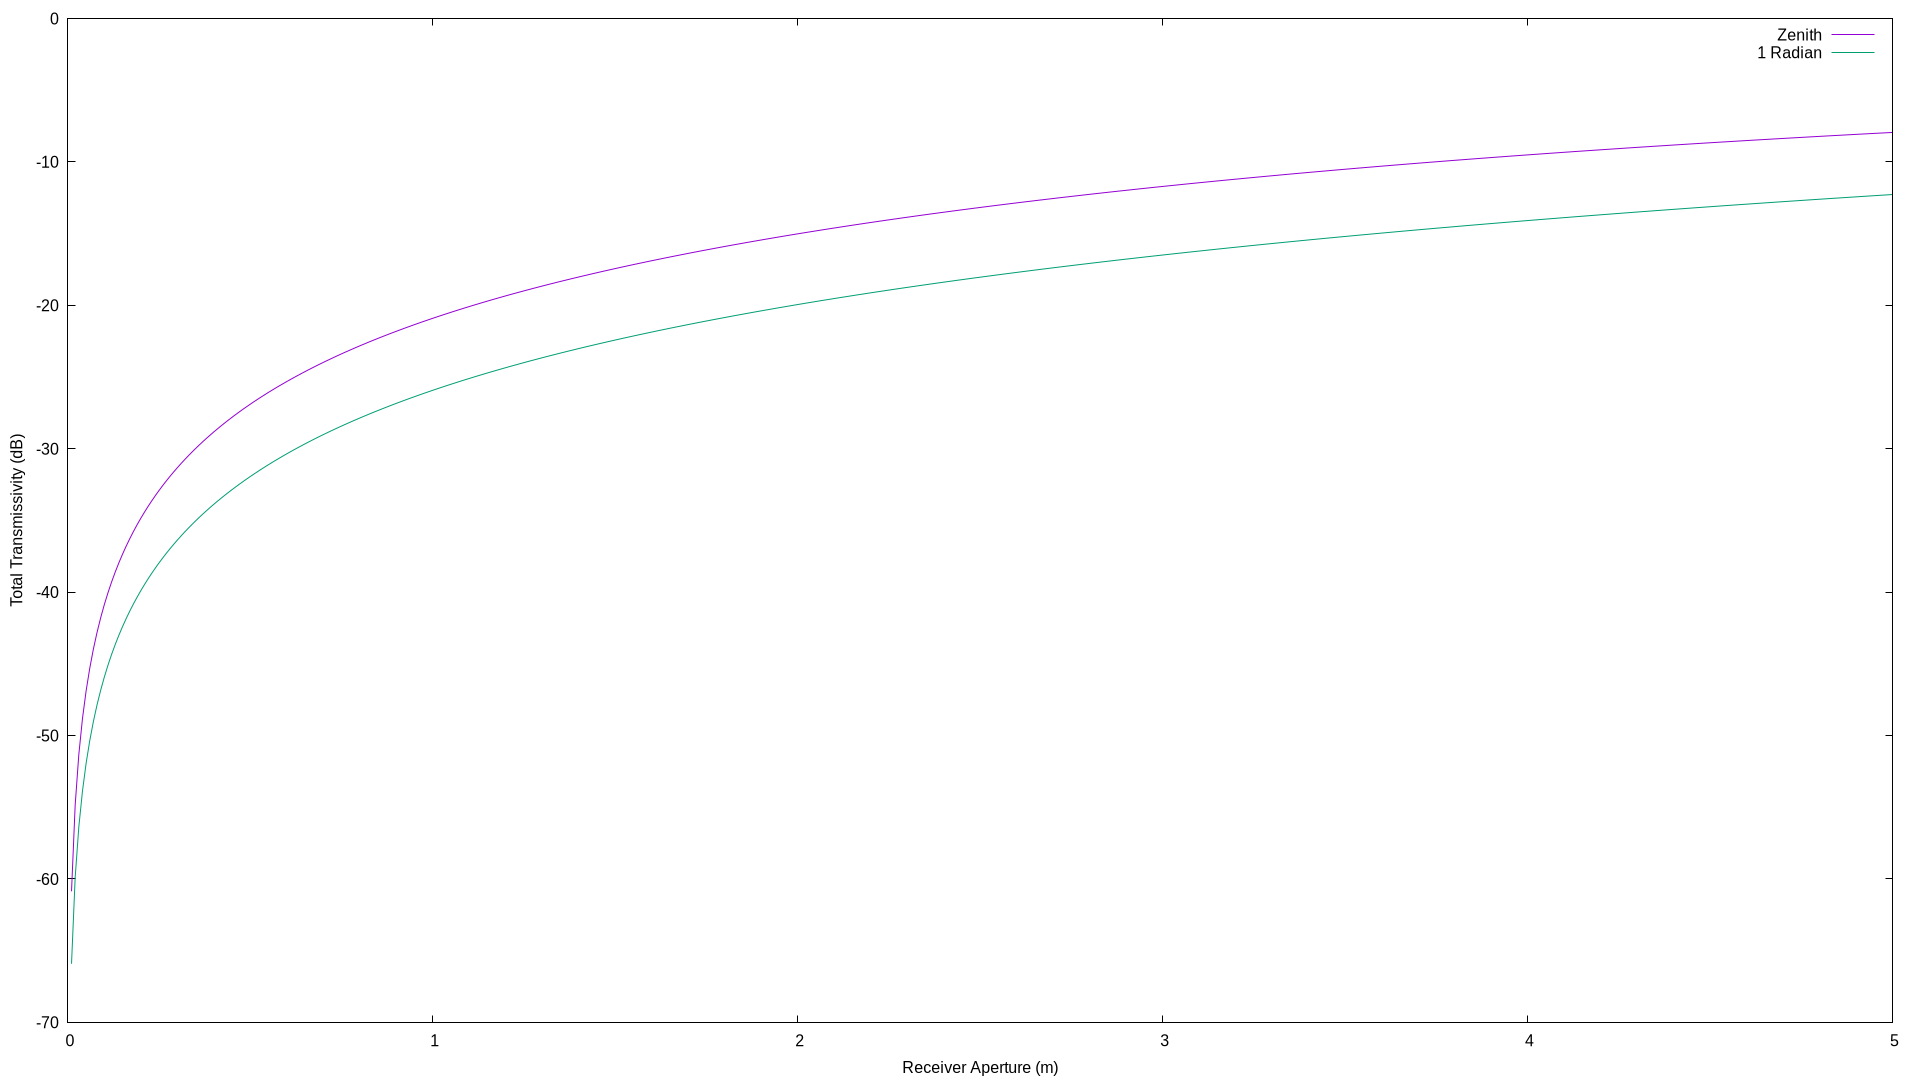 0
Zenith
1 Radian
-10
-20
-30
-40
-50
-60
-70
Total Transmissivity (dB)
0 1 2 3 4 5
Receiver Aperture (m)